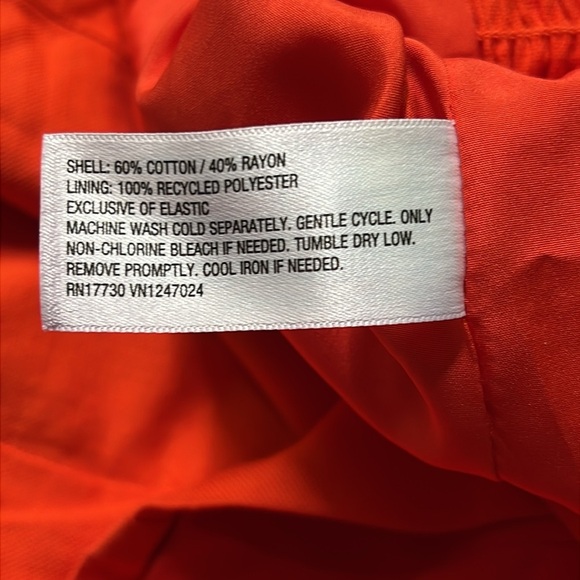 SHELL: 60% COTTON / 40% RAYON
LINING: 100% RECYCLED POLYESTER
EXCLUSIVE OF ELASTIC
MACHINE WASH COLD SEPARATELY. GENTLE CYCLE. ONLY
NON-CHLORINE BLEACH IF NEEDED. TUMBLE DRY LOW.
REMOVE PROMPTLY. COOL IRON IF NEEDED.
RN17730 VN1247024